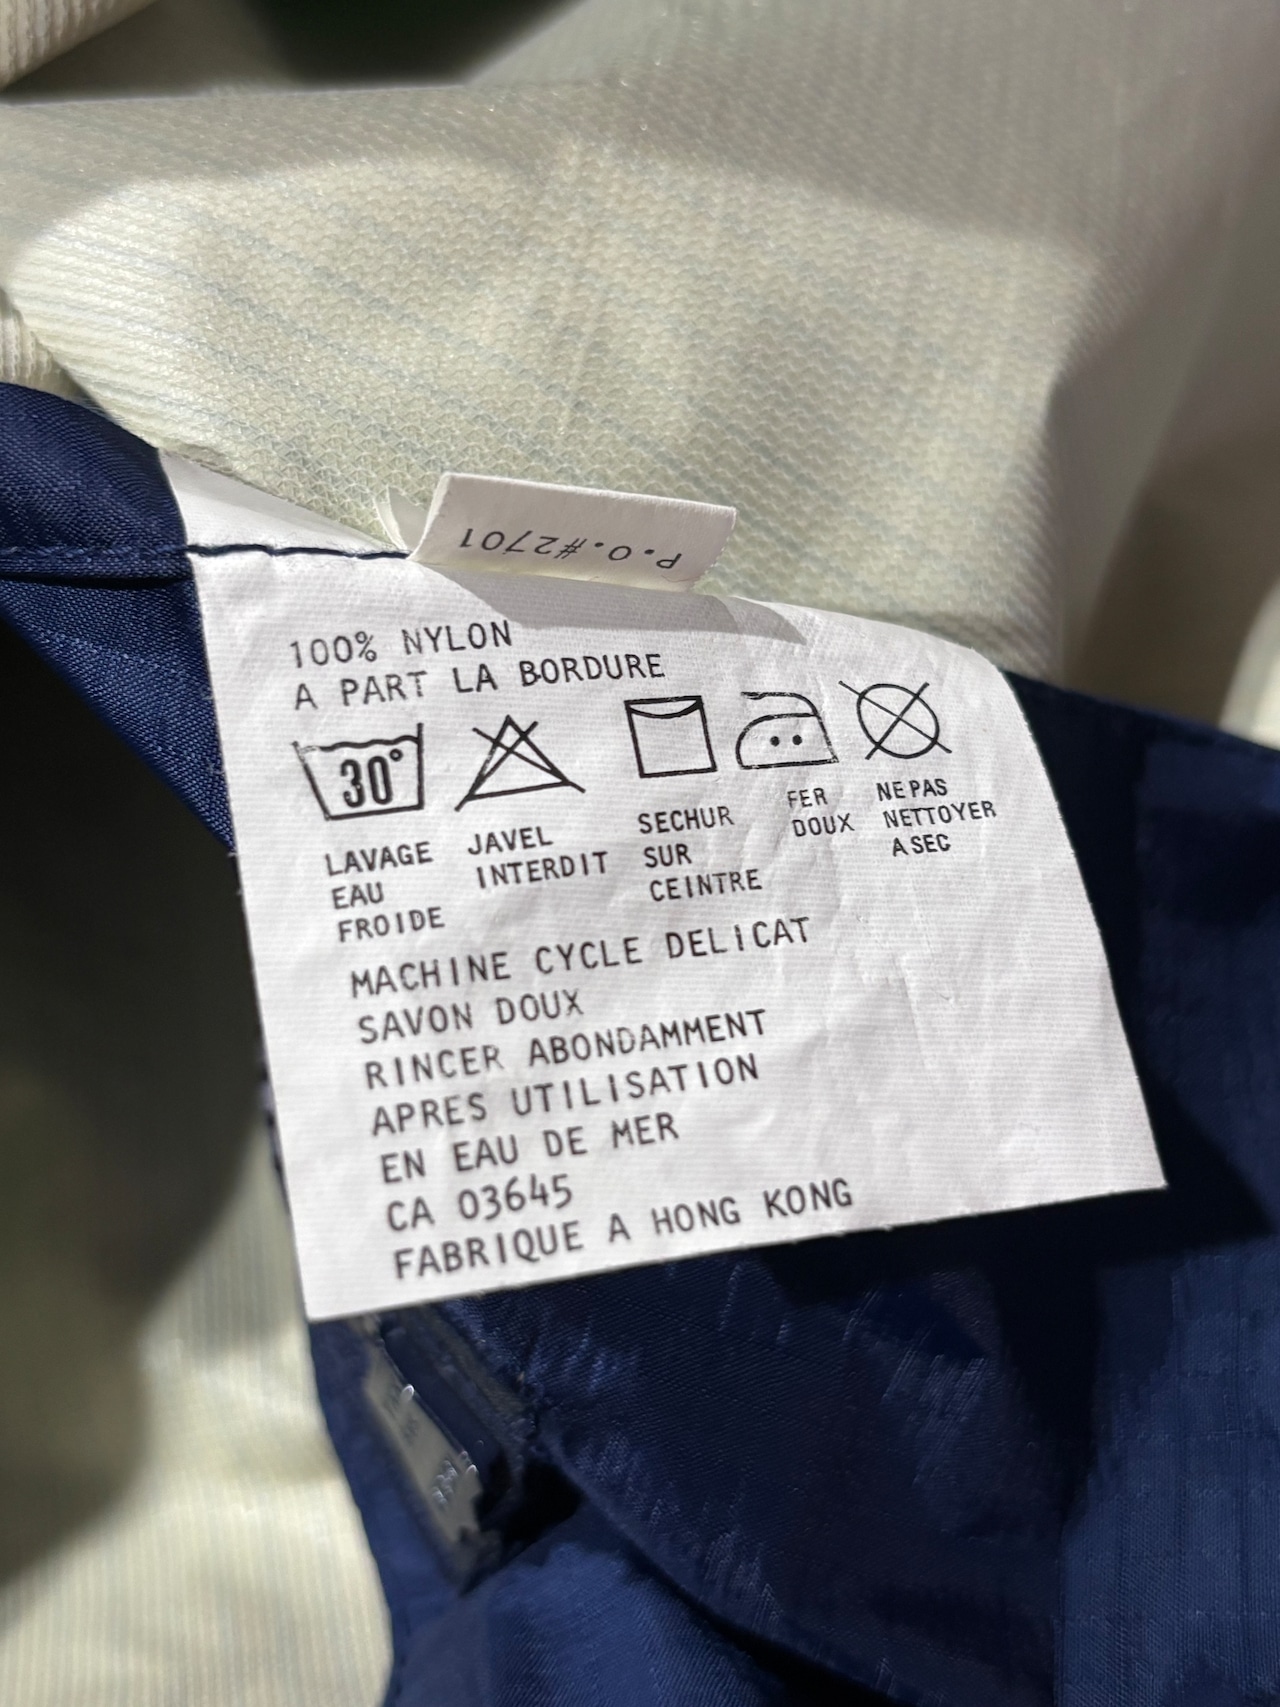 P.O.#2701
100% NYLON
A PART LA BORDURE
30°
LAVAGE
EAU
FROIDE
JAVEL
INTERDIT
SECHUR
SUR
CEINTRE
FER
DOUX
NE PAS
NETTOYER
A SEC
MACHINE CYCLE DELICAT
SAVON DOUX
RINCER ABONDAMMENT
APRES UTILISATION
EN EAU DE MER
CA 03645
FABRIQUE A HONG KONG